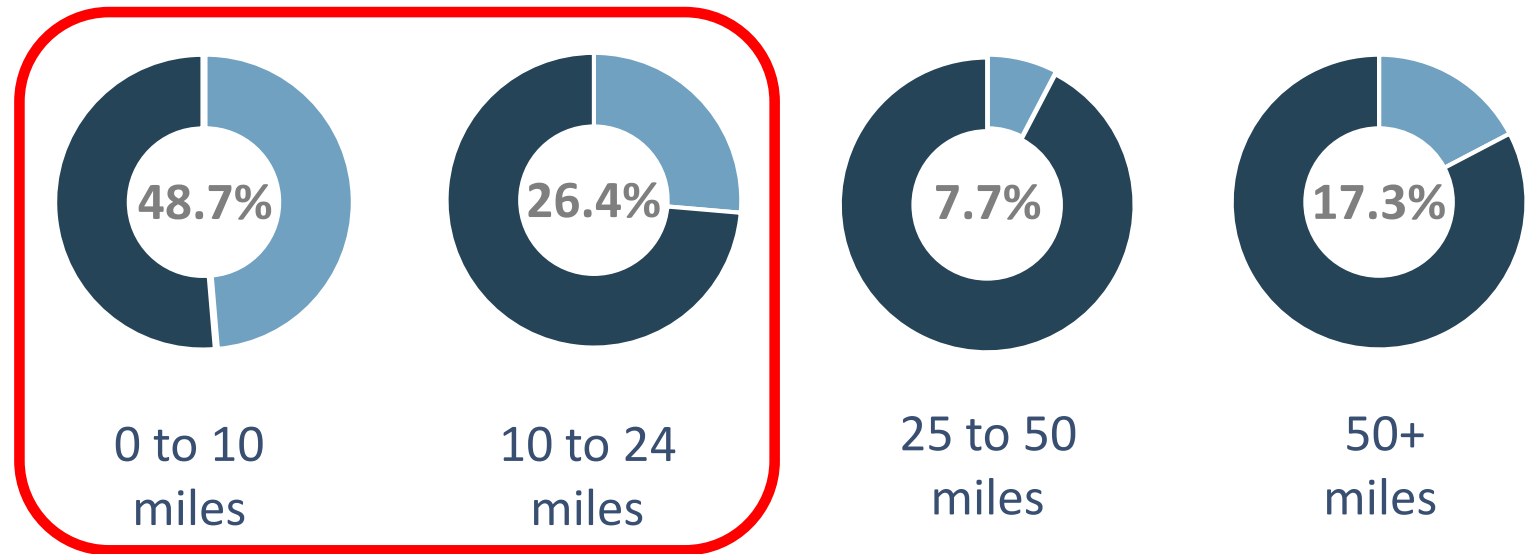 48.7%
26.4%
7.7%
17.3%
0 to 10
miles
10 to 24
miles
25 to 50
miles
50+
miles